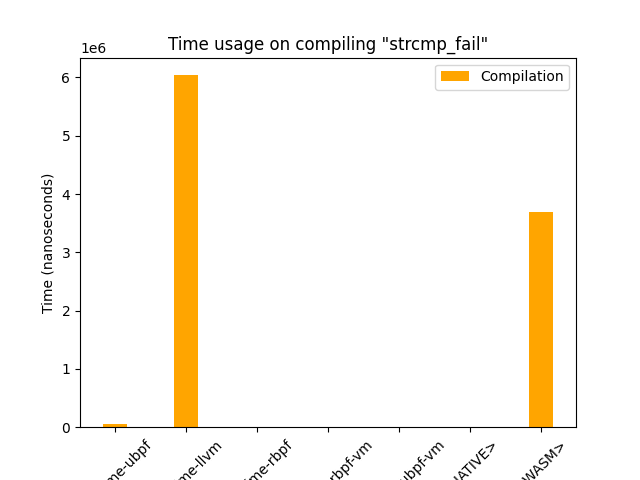 Time usage on compiling "strcmp_fail"
1e6
Compilation
Time (nanoseconds)
6
5
4
3
2
1
0
me-ubpf
me-llvm
me-rbpf
rbpf-vm
ubpf-vm
NATIVE>
WASM>